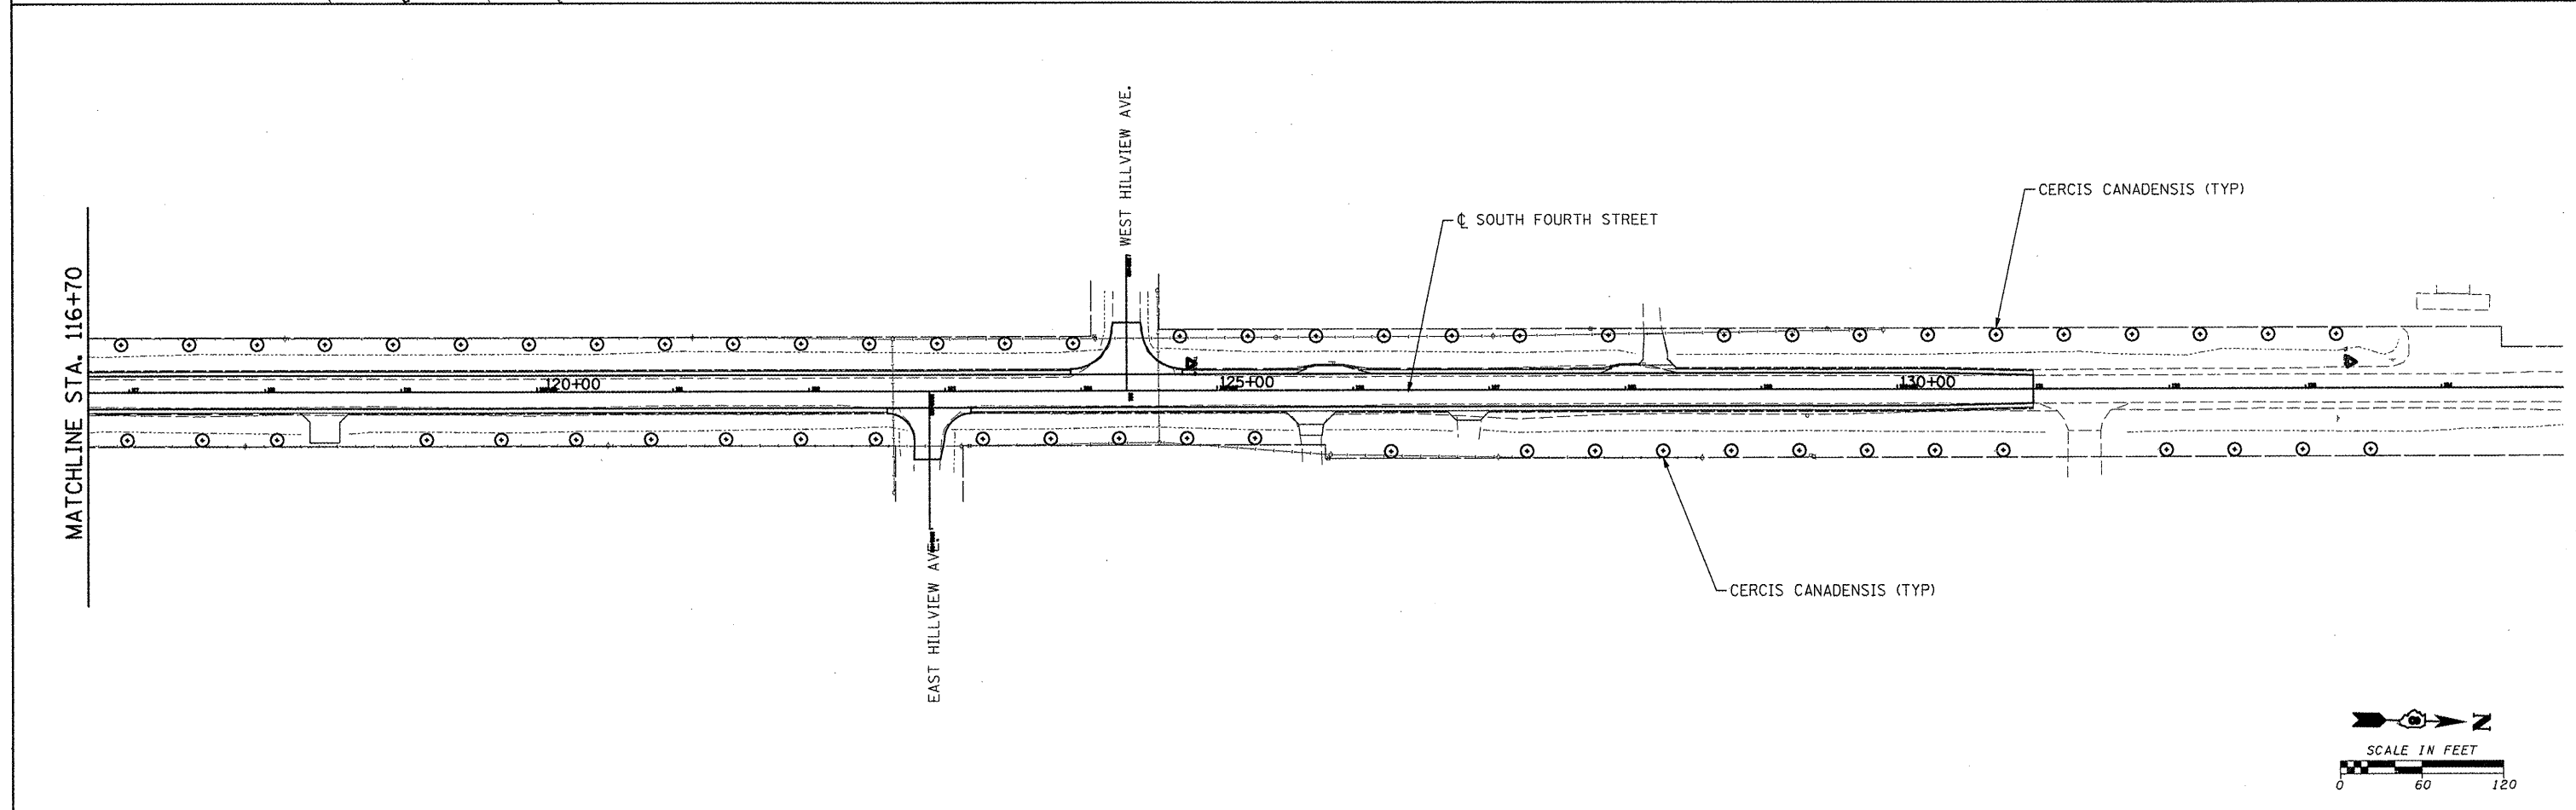 WEST HILLVIEW AVE.
CERCIS CANADENSIS (TYP)
℄ SOUTH FOURTH STREET
MATCHLINE STA. 116+70
120+00
125+00
130+00
EAST HILLVIEW AVE.
CERCIS CANADENSIS (TYP)
N
SCALE IN FEET
0 60 120